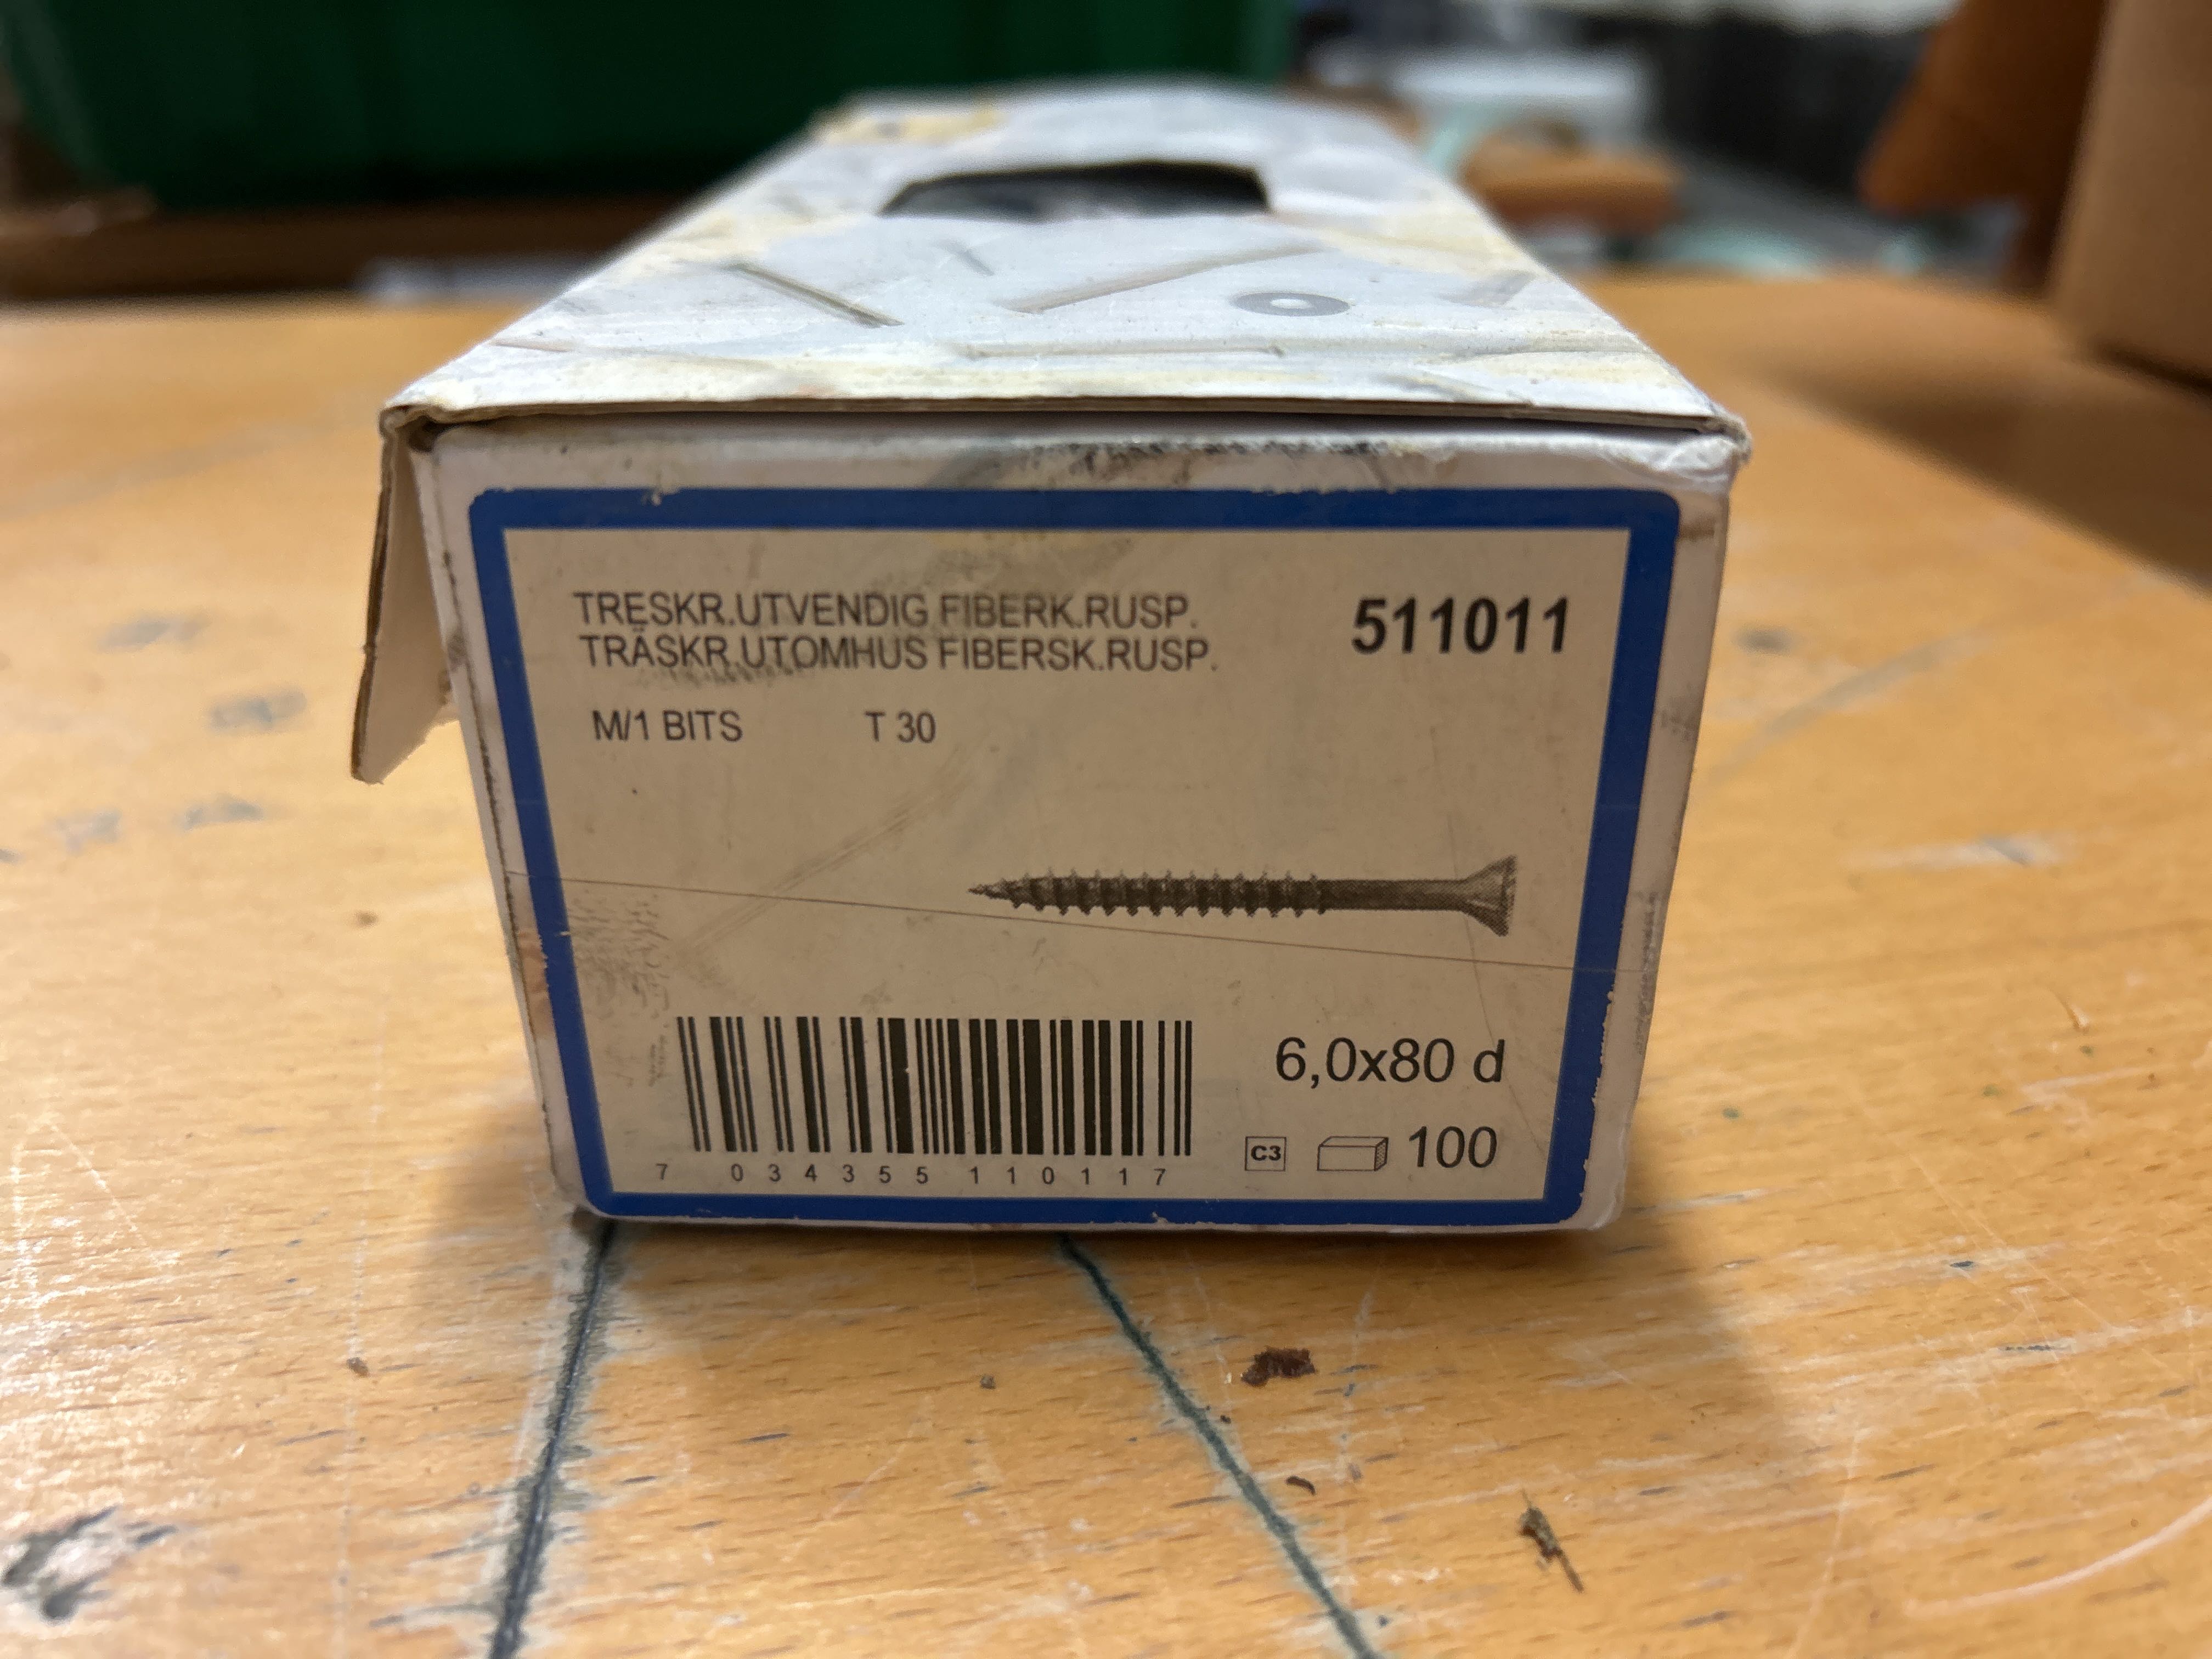 TRESKR.UTVENDIG FIBERK.RUSP.
TRÄSKR.UTOMHUS FIBERSK.RUSP.
511011
M/1 BITS T 30
6,0x80 d
C3 100
7 034355 110117